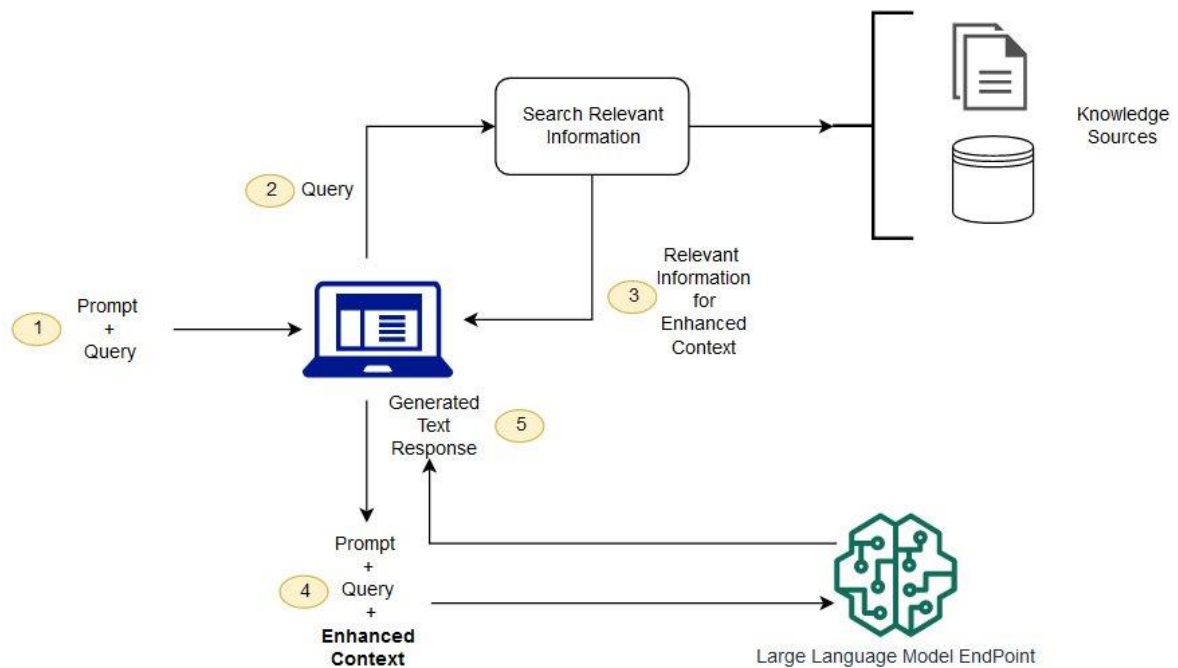 Search Relevant
Information
Knowledge
Sources
2 Query
Relevant
Information
for
Enhanced
Context
3
1
Prompt
+
Query
Generated
Text
Response
5
Prompt
+
Query
+
Enhanced
Context
4
Large Language Model EndPoint